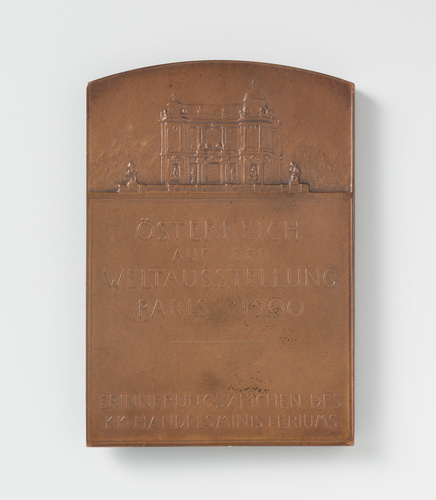 ÖSTERREICH
AUF DER
WELTAUSSTELLUNG
PARIS 1900
ERINNERUNGSZEICHEN DES
K·K·HANDELSMINISTERIUMS